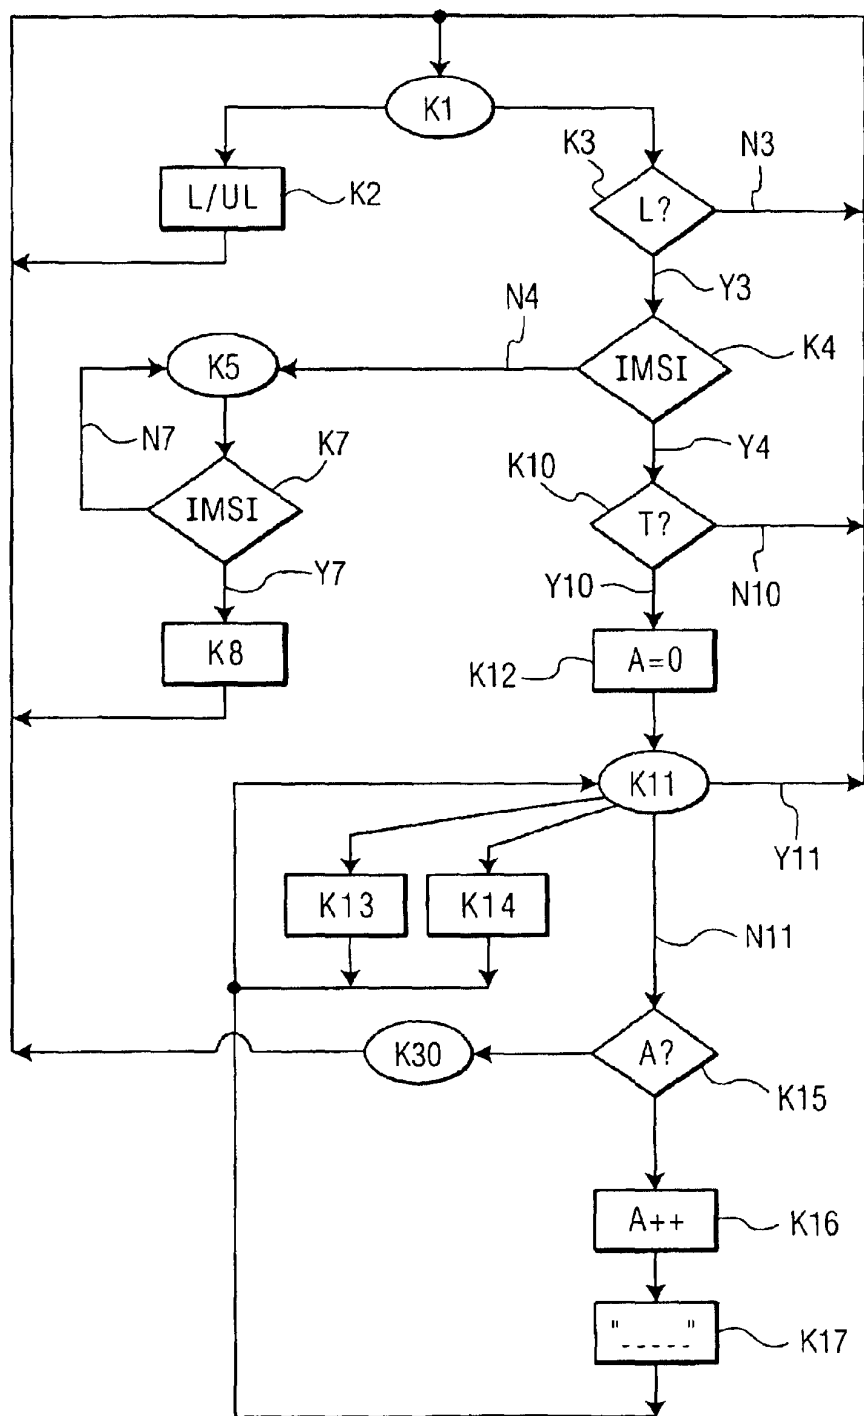 K1
K3
N3
L/UL
K2
L?
Y3
N4
K4
K5
IMSI
N7
K7
Y4
K10
IMSI
T?
Y7
Y10
N10
K8
K12
A=0
K11
Y11
K13
K14
N11
K30
A?
K15
A++
K16
"_____"
K17